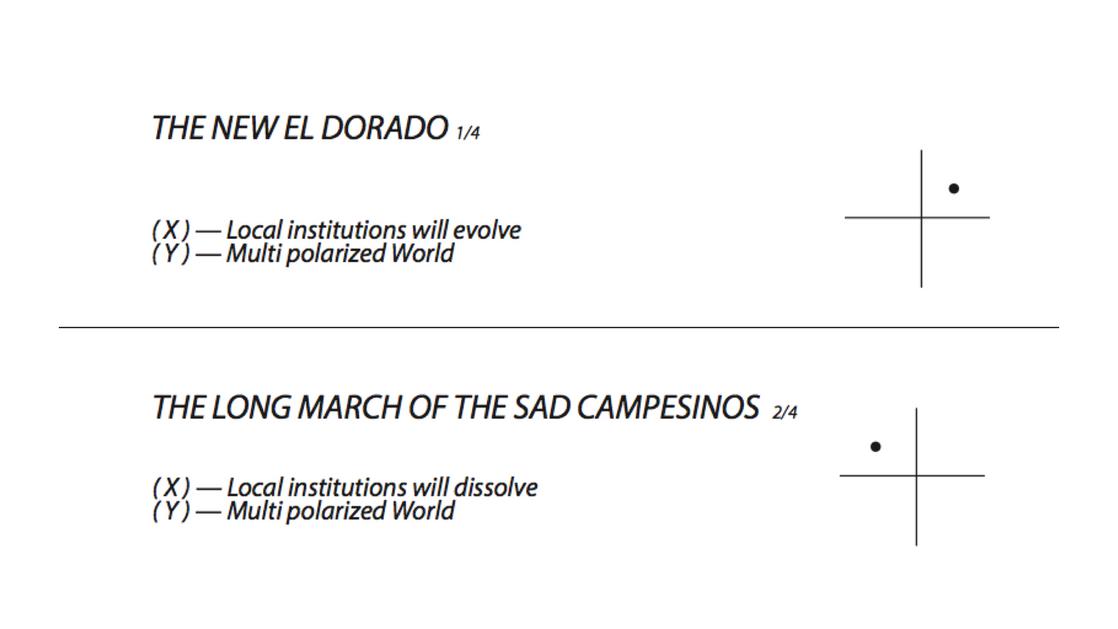 THE NEW EL DORADO 1/4
(X) — Local institutions will evolve
(Y) — Multi polarized World
THE LONG MARCH OF THE SAD CAMPESINOS 2/4
(X) — Local institutions will dissolve
(Y) — Multi polarized World